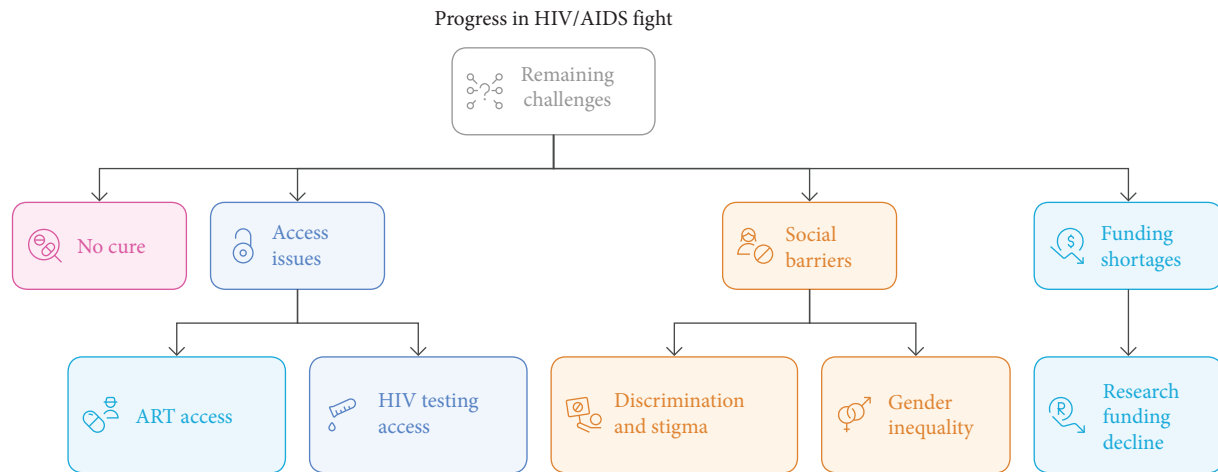 Progress in HIV/AIDS fight
Remaining
challenges
No cure
Access
issues
Social
barriers
Funding
shortages
ART access
HIV testing
access
Discrimination
and stigma
Gender
inequality
Research
funding
decline